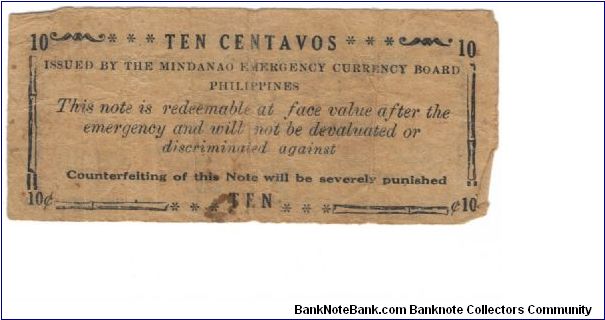 10 * * * TEN CENTAVOS * * * 10
ISSUED BY THE MINDANAO EMERGENCY CURRENCY BOARD
PHILIPPINES
This note is redeemable at face value after the
emergency and will not be devaluated or
discriminated against
Counterfeiting of this Note will be severely punished
10¢ * * * TEN * * * ¢10
BankNoteBank.com Banknote Collectors Community